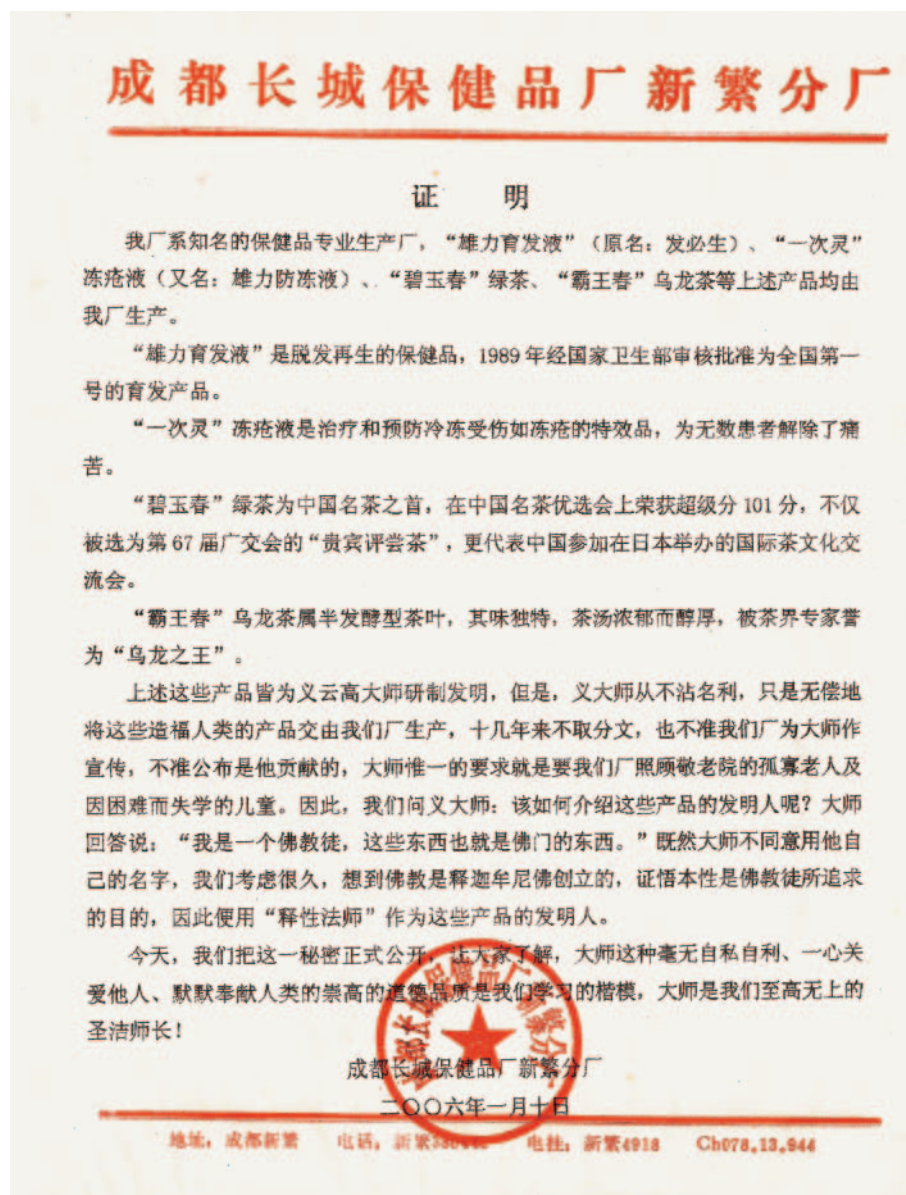 成都长城保健品厂新繁分厂
证　明
我厂系知名的保健品专业生产厂，“雄力育发液”（原名：发必生）、“一次灵”
冻疮液（又名：雄力防冻液）、“碧玉春”绿茶、“霸王春”乌龙茶等上述产品均由
我厂生产。
“雄力育发液”是脱发再生的保健品，1989年经国家卫生部审核批准为全国第一
号的育发产品。
“一次灵”冻疮液是治疗和预防冷冻受伤如冻疮的特效品，为无数患者解除了痛
苦。
“碧玉春”绿茶为中国名茶之首，在中国名茶优选会上荣获超级分101分，不仅
被选为第67届广交会的“贵宾评尝茶”，更代表中国参加在日本举办的国际茶文化交
流会。
“霸王春”乌龙茶属半发酵型茶叶，其味独特，茶汤浓郁而醇厚，被茶界专家誉
为“乌龙之王”。
上述这些产品皆为义云高大师研制发明，但是，义大师从不沾名利，只是无偿地
将这些造福人类的产品交由我们厂生产，十几年来不取分文，也不准我们厂为大师作
宣传，不准公布是他贡献的，大师惟一的要求就是要我们厂照顾敬老院的孤寡老人及
因困难而失学的儿童。因此，我们问义大师：该如何介绍这些产品的发明人呢？大师
回答说：“我是一个佛教徒，这些东西也就是佛门的东西。”既然大师不同意用他自
己的名字，我们考虑很久，想到佛教是释迦牟尼佛创立的，证悟本性是佛教徒所追求
的目的，因此便用“释性法师”作为这些产品的发明人。
今天，我们把这一秘密正式公开，让大家了解，大师这种毫无自私自利、一心关
爱他人、默默奉献人类的崇高的道德品质是我们学习的楷模，大师是我们至高无上的
圣洁师长！
成都长城保健品厂新繁分厂
成都长城保健品厂新繁分厂
二〇〇六年一月十日
地址：成都新繁　电话：新繁　电挂：新繁4918　Ch078.13.944